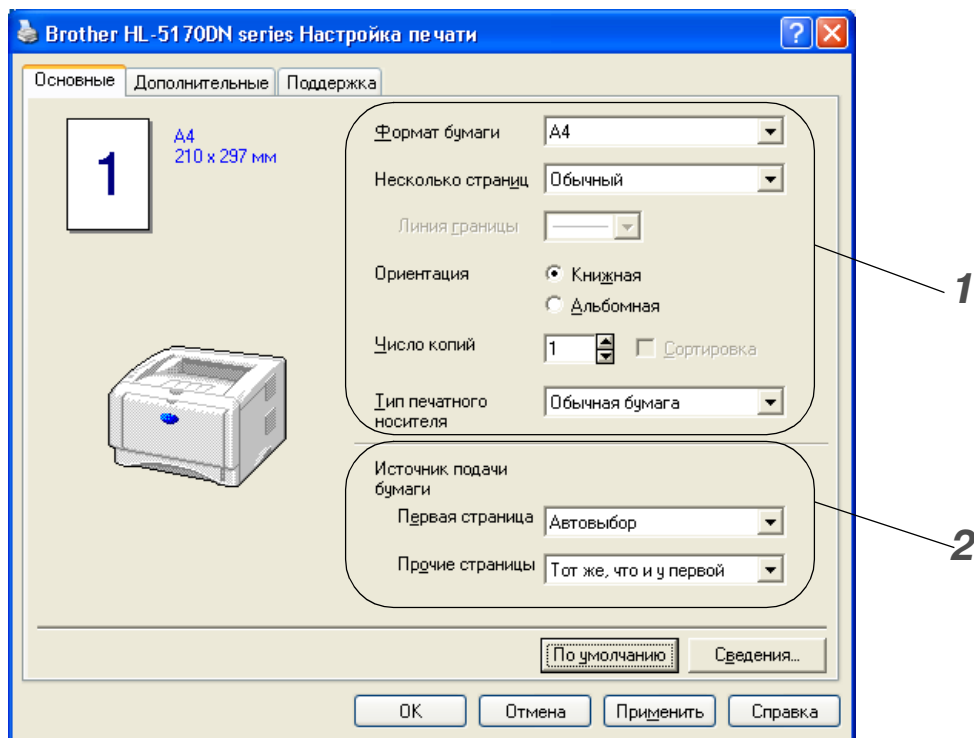 Brother HL-5170DN series Настройка печати
Основные Дополнительные Поддержка
1
A4
210 x 297 мм
Формат бумаги A4
Несколько страниц Обычный
Линия границы
Ориентация Книжная
Альбомная
Число копий 1 Сортировка
Тип печатного
носителя Обычная бумага
1
Источник подачи
бумаги
Первая страница Автовыбор
Прочие страницы Тот же, что и у первой
2
По умолчанию Сведения...
OK Отмена Применить Справка